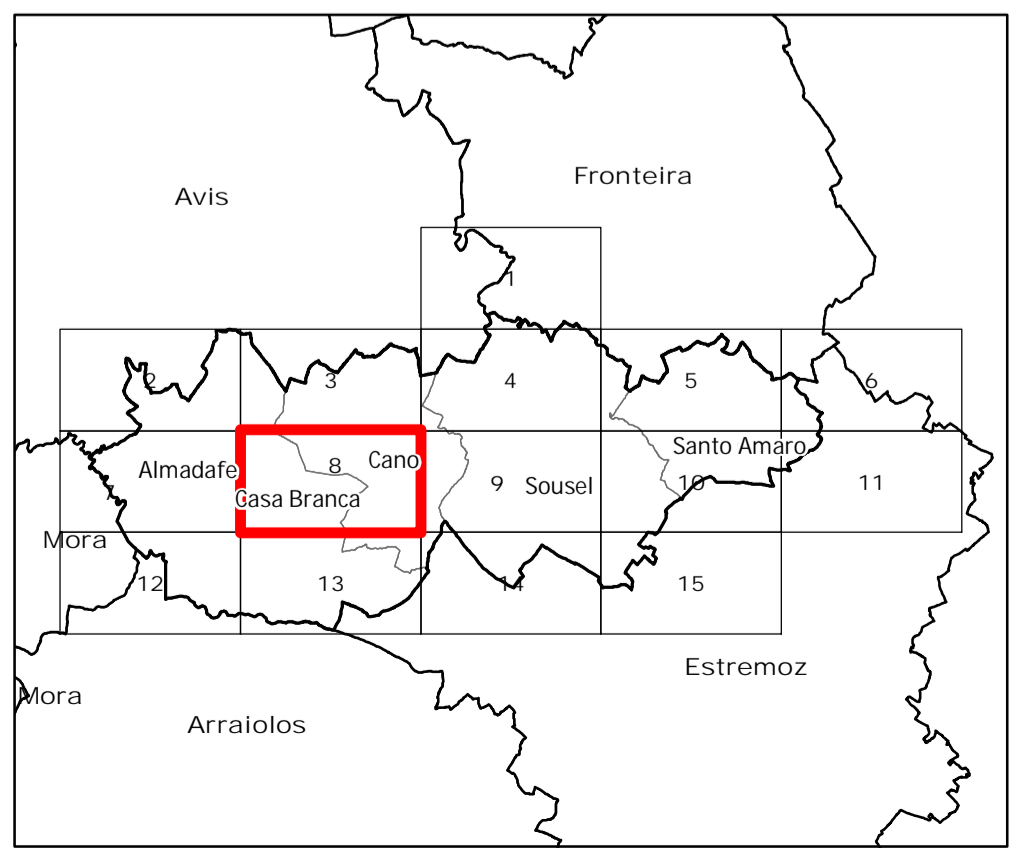 Fronteira
Avis
1
2
3
4
5
6
Santo Amaro
Cano
8
Almadafe
9
Sousel
10
11
Casa Branca
Mora
12
13
14
15
Estremoz
Mora
Arraiolos